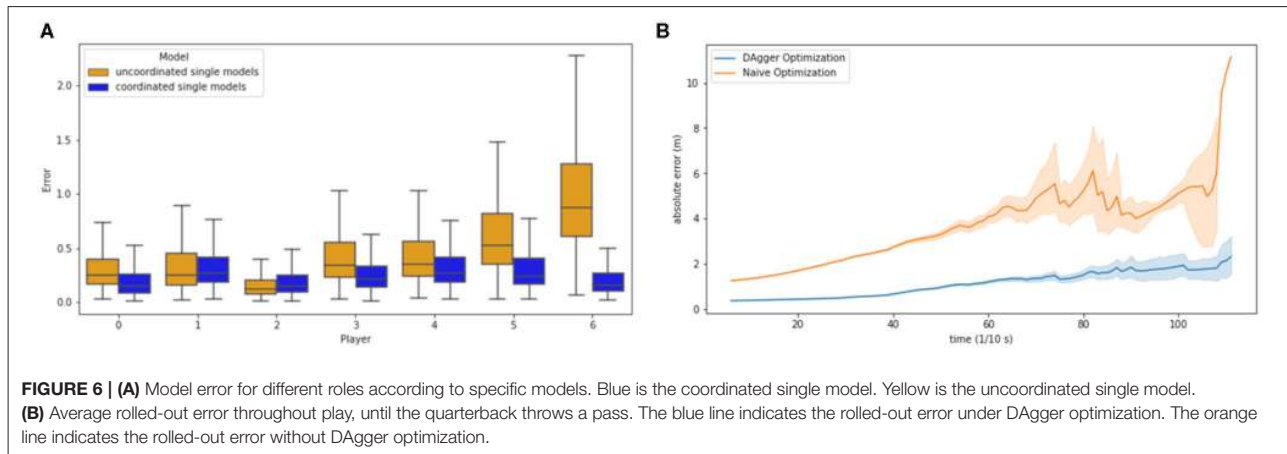 A
B
Model
uncoordinated single models
coordinated single models
Error
2.0
1.5
1.0
0.5
0.0
0 1 2 3 4 5 6
Player
DAgger Optimization
Naive Optimization
absolute error (m)
10
8
6
4
2
0
20 40 60 80 100
time (1/10 s)
FIGURE 6 | (A) Model error for different roles according to specific models. Blue is the coordinated single model. Yellow is the uncoordinated single model.
(B) Average rolled-out error throughout play, until the quarterback throws a pass. The blue line indicates the rolled-out error under DAgger optimization. The orange
line indicates the rolled-out error without DAgger optimization.